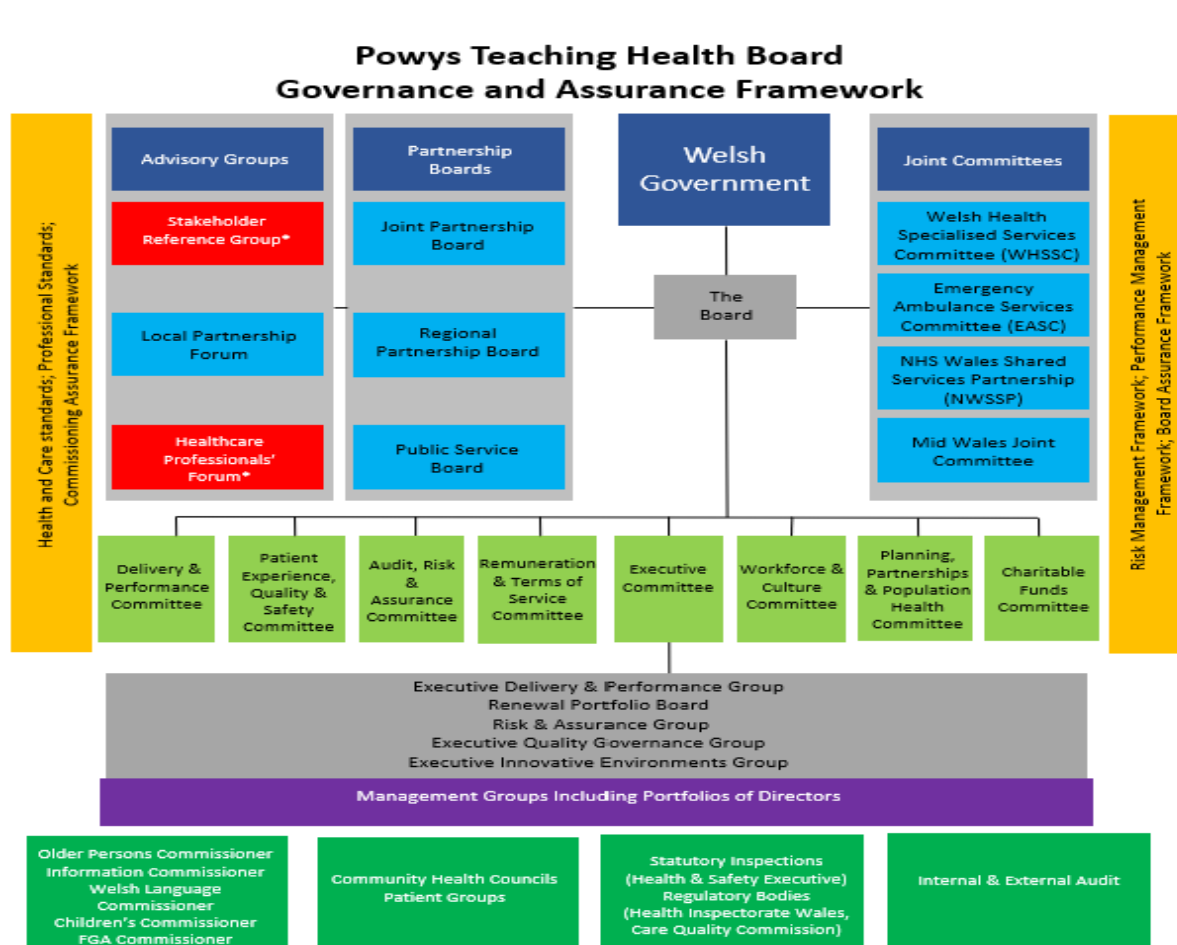 Powys Teaching Health Board
Governance and Assurance Framework
Health and Care standards; Professional Standards;
Commissioning Assurance Framework
Advisory Groups
Stakeholder
Reference Group*
Local Partnership
Forum
Healthcare
Professionals'
Forum*
Partnership
Boards
Joint Partnership
Board
Regional
Partnership Board
Public Service
Board
Welsh
Government
The
Board
Joint Committees
Welsh Health
Specialised Services
Committee (WHSSC)
Emergency
Ambulance Services
Committee (EASC)
NHS Wales Shared
Services Partnership
(NWSSP)
Mid Wales Joint
Committee
Risk Management Framework; Performance Management
Framework; Board Assurance Framework
Delivery &
Performance
Committee
Patient
Experience,
Quality &
Safety
Committee
Audit, Risk
&
Assurance
Committee
Remuneration
& Terms of
Service
Committee
Executive
Committee
Workforce &
Culture
Committee
Planning,
Partnerships
& Population
Health
Committee
Charitable
Funds
Committee
Executive Delivery & Performance Group
Renewal Portfolio Board
Risk & Assurance Group
Executive Quality Governance Group
Executive Innovative Environments Group
Management Groups Including Portfolios of Directors
Older Persons Commissioner
Information Commissioner
Welsh Language
Commissioner
Children's Commissioner
FGA Commissioner
Community Health Councils
Patient Groups
Statutory Inspections
(Health & Safety Executive)
Regulatory Bodies
(Health Inspectorate Wales,
Care Quality Commission)
Internal & External Audit